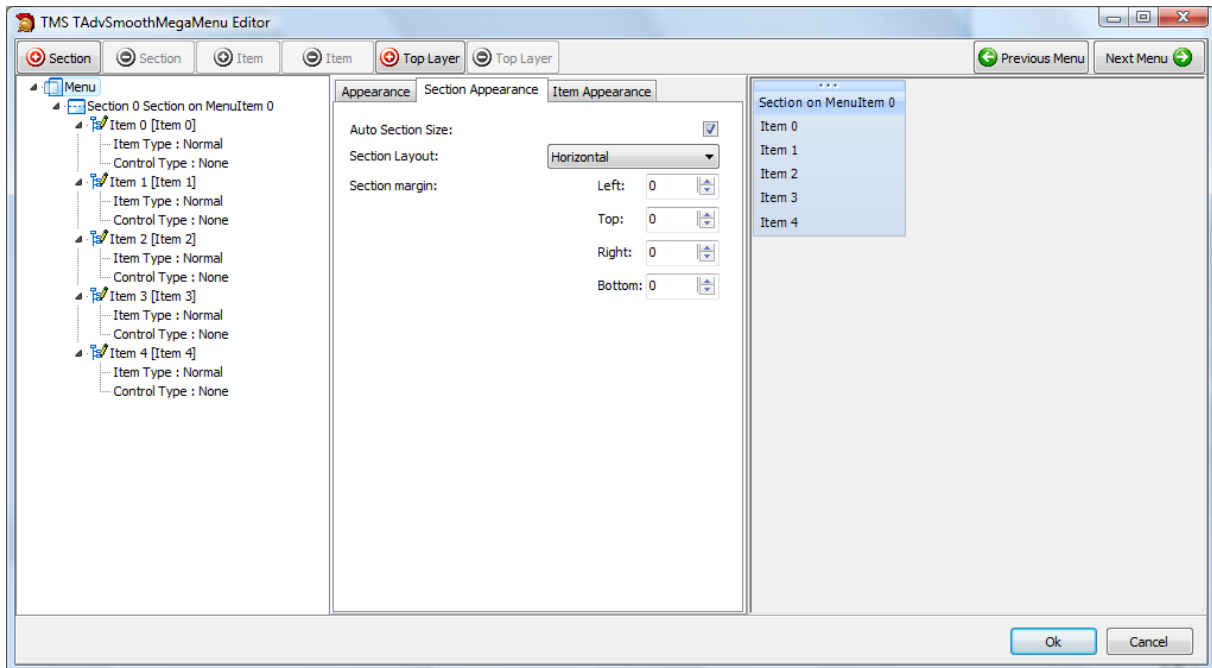 TMS TAdvSmoothMegaMenu Editor
Section Section Item Item Top Layer Top Layer Previous Menu Next Menu
Menu
Section 0 Section on MenuItem 0
Item 0 [Item 0]
Item Type : Normal
Control Type : None
Item 1 [Item 1]
Item Type : Normal
Control Type : None
Item 2 [Item 2]
Item Type : Normal
Control Type : None
Item 3 [Item 3]
Item Type : Normal
Control Type : None
Item 4 [Item 4]
Item Type : Normal
Control Type : None
Appearance Section Appearance Item Appearance
Auto Section Size:
Section Layout: Horizontal
Section margin: Left: 0
Top: 0
Right: 0
Bottom: 0
Section on MenuItem 0
Item 0
Item 1
Item 2
Item 3
Item 4
Ok Cancel